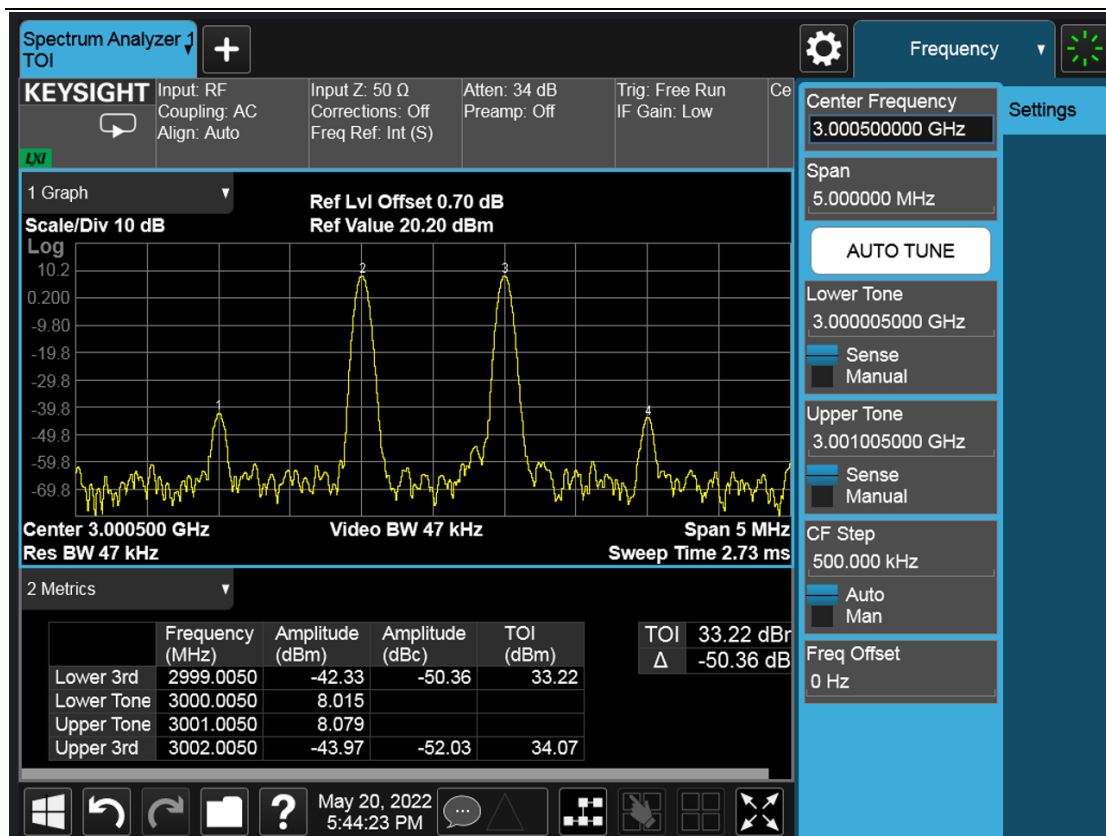 Spectrum Analyzer 1
TOI
+
Frequency
KEYSIGHT
LXI
Input: RF
Coupling: AC
Align: Auto
Input Z: 50 Ω
Corrections: Off
Freq Ref: Int (S)
Atten: 34 dB
Preamp: Off
Trig: Free Run
IF Gain: Low
Ce
1 Graph
Scale/Div 10 dB
Ref Lvl Offset 0.70 dB
Ref Value 20.20 dBm
Log
10.2
0.200
-9.80
-19.8
-29.8
-39.8
-49.8
-59.8
-69.8
1
2
3
4
Center 3.000500 GHz
Video BW 47 kHz
Span 5 MHz
Res BW 47 kHz
Sweep Time 2.73 ms
2 Metrics
Frequency (MHz) Amplitude (dBm) Amplitude (dBc) TOI (dBm)
Lower 3rd 2999.0050 -42.33 -50.36 33.22
Lower Tone 3000.0050 8.015
Upper Tone 3001.0050 8.079
Upper 3rd 3002.0050 -43.97 -52.03 34.07
TOI 33.22 dBm
Δ -50.36 dB
Center Frequency
3.000500000 GHz
Span
5.000000 MHz
AUTO TUNE
Lower Tone
3.000005000 GHz
Sense
Manual
Upper Tone
3.001005000 GHz
Sense
Manual
CF Step
500.000 kHz
Auto
Man
Freq Offset
0 Hz
Settings
?
May 20, 2022
5:44:23 PM